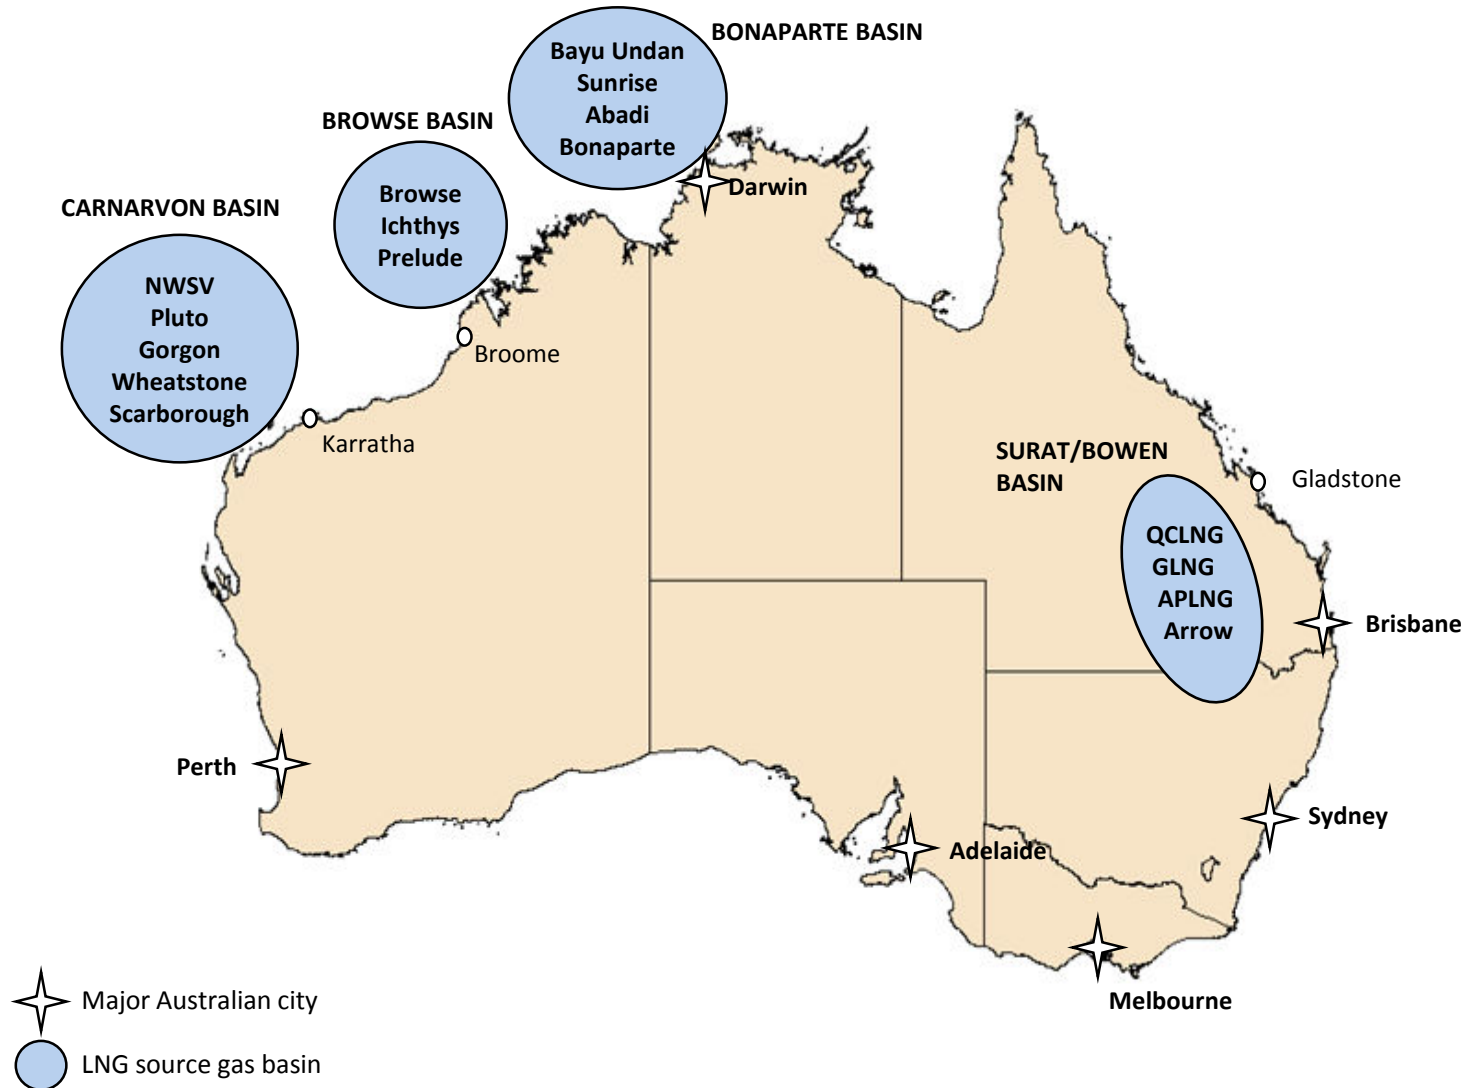 BONAPARTE BASIN
Bayu Undan
Sunrise
Abadi
Bonaparte
BROWSE BASIN
Browse
Ichthys
Prelude
Darwin
CARNARVON BASIN
NWSV
Pluto
Gorgon
Wheatstone
Scarborough
Broome
Karratha
SURAT/BOWEN
BASIN
Gladstone
QCLNG
GLNG
APLNG
Arrow
Brisbane
Perth
Sydney
Adelaide
Melbourne
Major Australian city
LNG source gas basin